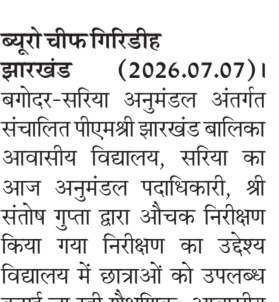 ब्यूरो चीफ गिरिडीह
झारखंड (2026.07.07)।
बगोदर-सरिया अनुमंडल अंतर्गत
संचालित पीएमश्री झारखंड बालिका
आवासीय विद्यालय, सरिया का
आज अनुमंडल पदाधिकारी, श्री
संतोष गुप्ता द्वारा औचक निरीक्षण
किया गया निरीक्षण का उद्देश्य
विद्यालय में छात्राओं को उपलब्ध